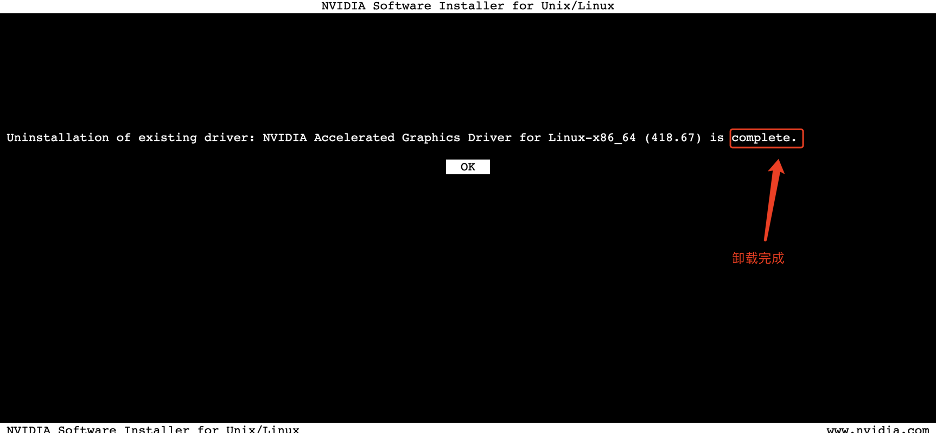 NVIDIA Software Installer for Unix/Linux
Uninstallation of existing driver: NVIDIA Accelerated Graphics Driver for Linux-x86_64 (418.67) is complete.
OK
卸载完成
NVIDIA Software Installer for Unix/Linux www.nvidia.com